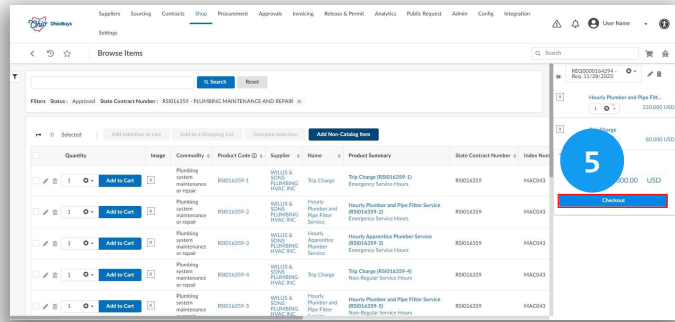 Ohio OhioBuys
Suppliers Sourcing Contracts Shop Procurement Approvals Invoicing Release & Permit Analytics Public Request Admin Config Integration
Settings
User Name
Browse Items
Search
Search Reset
Filters Status : Approved State Contract Number : RSI016359 - PLUMBING MAINTENANCE AND REPAIR
0 Selected Add selection to cart Add to a Shopping List Compare selection Add Non-Catalog Item
Quantity Image Commodity Product Code Supplier Name Product Summary State Contract Number Index Num
1 Add to Cart
Plumbing system maintenance or repair
RSI016359-1
WILLIS & SONS PLUMBING HVAC INC
Trip Charge
Trip Charge (RSI016359-1)
Emergency Service Hours
RSI016359
MAC043
1 Add to Cart
Plumbing system maintenance or repair
RSI016359-2
WILLIS & SONS PLUMBING HVAC INC
Hourly Plumber and Pipe Fitter Service
Hourly Plumber and Pipe Fitter Service
(RSI016359-2)
Emergency Service Hours
RSI016359
MAC043
1 Add to Cart
Plumbing system maintenance or repair
RSI016359-3
WILLIS & SONS PLUMBING HVAC INC
Hourly Apprentice Plumber Service
Hourly Apprentice Plumber Service
(RSI016359-3)
Emergency Service Hours
RSI016359
MAC043
1 Add to Cart
Plumbing system maintenance or repair
RSI016359-4
WILLIS & SONS PLUMBING HVAC INC
Trip Charge
Trip Charge (RSI016359-4)
Non-Regular Service Hours
RSI016359
MAC043
1 Add to Cart
Plumbing system maintenance
RSI016359-5
WILLIS & SONS PLUMBING HVAC INC
Hourly Plumber and Pipe Fitter
Hourly Plumber and Pipe Fitter Service
(RSI016359-5)
Non-Regular Service Hours
RSI016359
MAC043
REQ0000164294 -
Req. 11/28/2023
Hourly Plumber and Pipe Fitt...
1
220.000 USD
Charge
60.000 USD
5
00.00 USD
Checkout